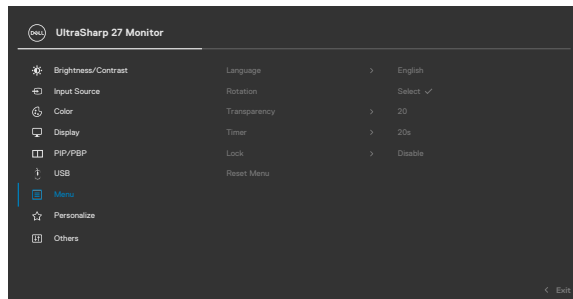 DELL UltraSharp 27 Monitor
Brightness/Contrast Language > English
Input Source Rotation Select ✓
Color Transparency > 20
Display Timer > 20s
PIP/PBP Lock > Disable
USB Reset Menu
Menu
Personalize
Others
< Exit